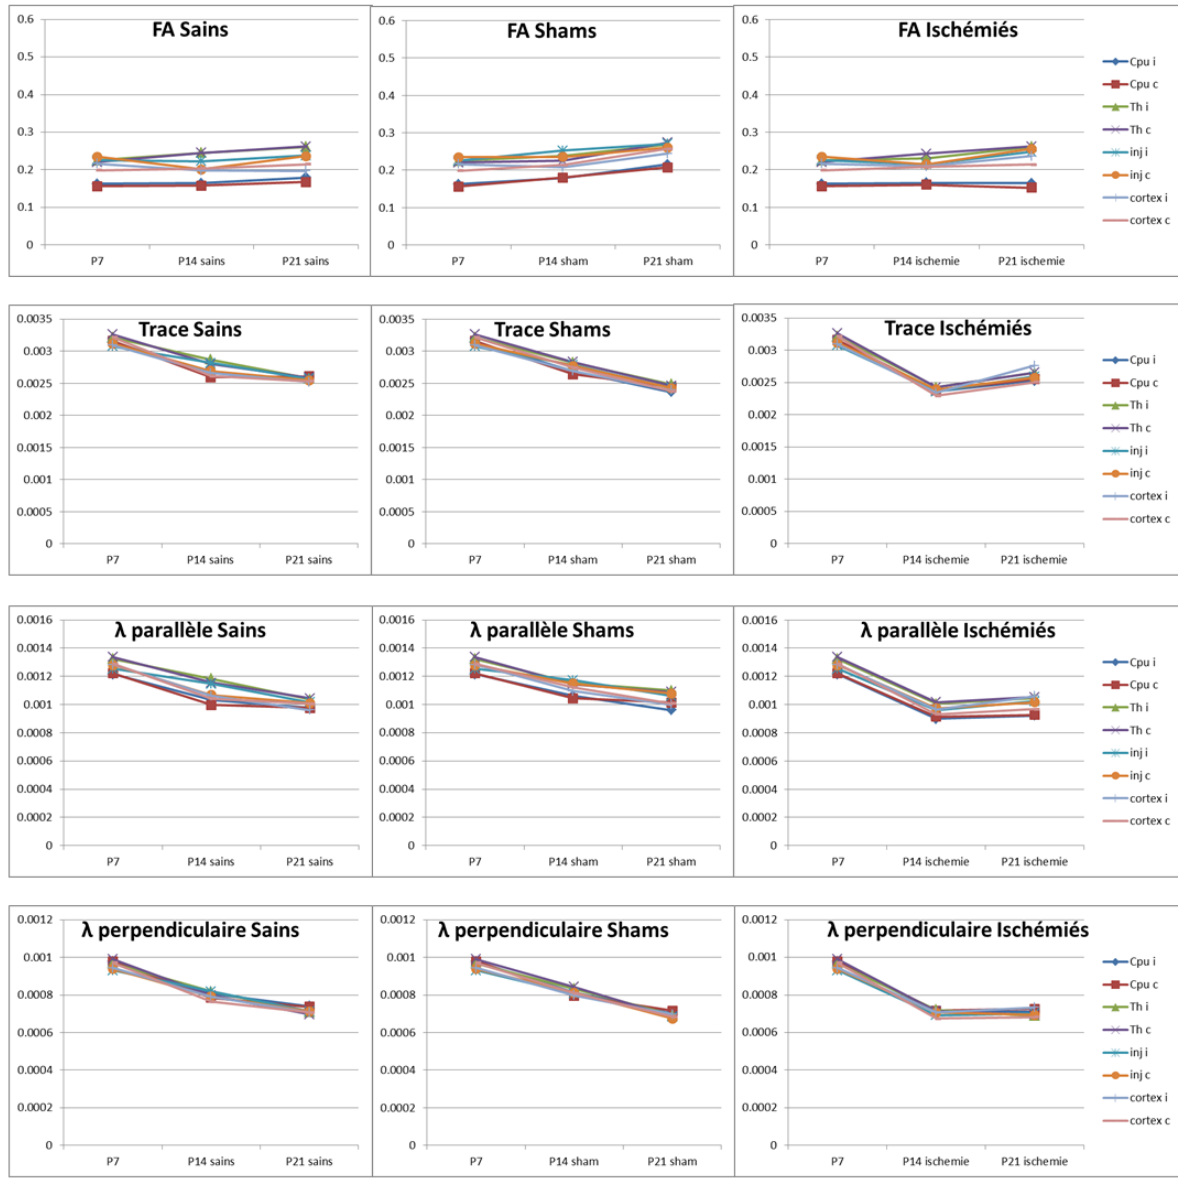 FA Sains
0.6
0.5
0.4
0.3
0.2
0.1
0
P7 P14 sains P21 sains
FA Shams
0.6
0.5
0.4
0.3
0.2
0.1
0
P7 P14 sham P21 sham
FA Ischémiés
0.6
0.5
0.4
0.3
0.2
0.1
0
P7 P14 ischemie P21 ischemie
Cpu i
Cpu c
Th i
Th c
inj i
inj c
cortex i
cortex c
Trace Sains
0.0035
0.003
0.0025
0.002
0.0015
0.001
0.0005
0
P7 P14 sains P21 sains
Trace Shams
0.0035
0.003
0.0025
0.002
0.0015
0.001
0.0005
0
P7 P14 sham P21 sham
Trace Ischémiés
0.0035
0.003
0.0025
0.002
0.0015
0.001
0.0005
0
P7 P14 ischemie P21 ischemie
Cpu i
Cpu c
Th i
Th c
inj i
inj c
cortex i
cortex c
λ parallèle Sains
0.0016
0.0014
0.0012
0.001
0.0008
0.0006
0.0004
0.0002
0
P7 P14 sains P21 sains
λ parallèle Shams
0.0016
0.0014
0.0012
0.001
0.0008
0.0006
0.0004
0.0002
0
P7 P14 sham P21 sham
λ parallèle Ischémiés
0.0016
0.0014
0.0012
0.001
0.0008
0.0006
0.0004
0.0002
0
P7 P14 ischemie P21 ischemie
Cpu i
Cpu c
Th i
Th c
inj i
inj c
cortex i
cortex c
λ perpendiculaire Sains
0.0012
0.001
0.0008
0.0006
0.0004
0.0002
0
P7 P14 sains P21 sains
λ perpendiculaire Shams
0.0012
0.001
0.0008
0.0006
0.0004
0.0002
0
P7 P14 sham P21 sham
λ perpendiculaire Ischémiés
0.0012
0.001
0.0008
0.0006
0.0004
0.0002
0
P7 P14 ischemie P21 ischemie
Cpu i
Cpu c
Th i
Th c
inj i
inj c
cortex i
cortex c